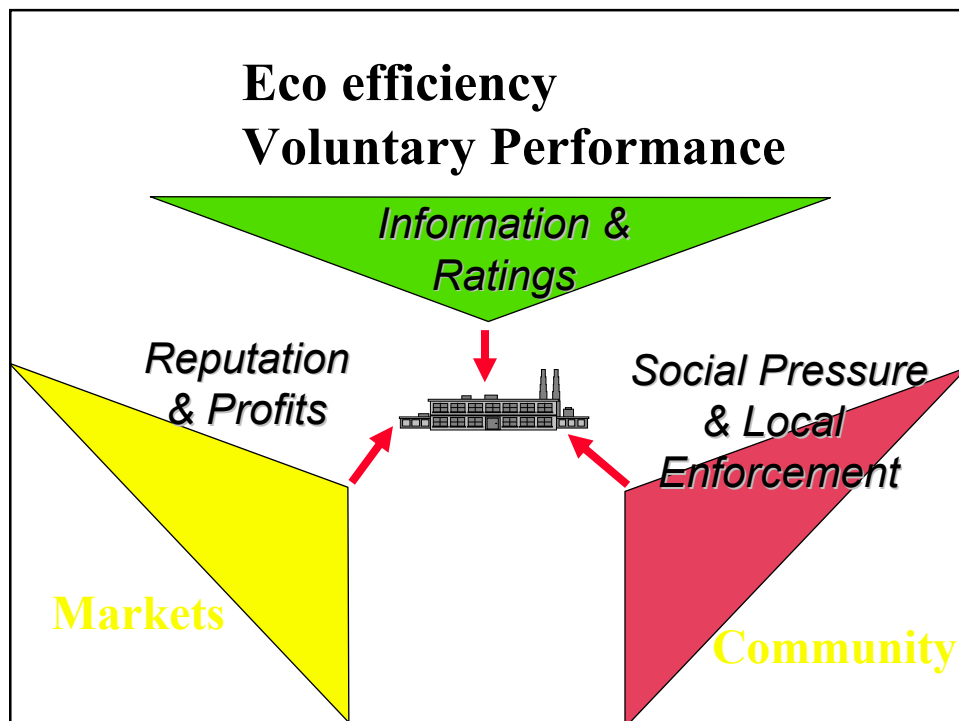 Eco efficiency
Voluntary Performance
Information &
Ratings
Reputation
& Profits
Social Pressure
& Local
Enforcement
Markets
Community